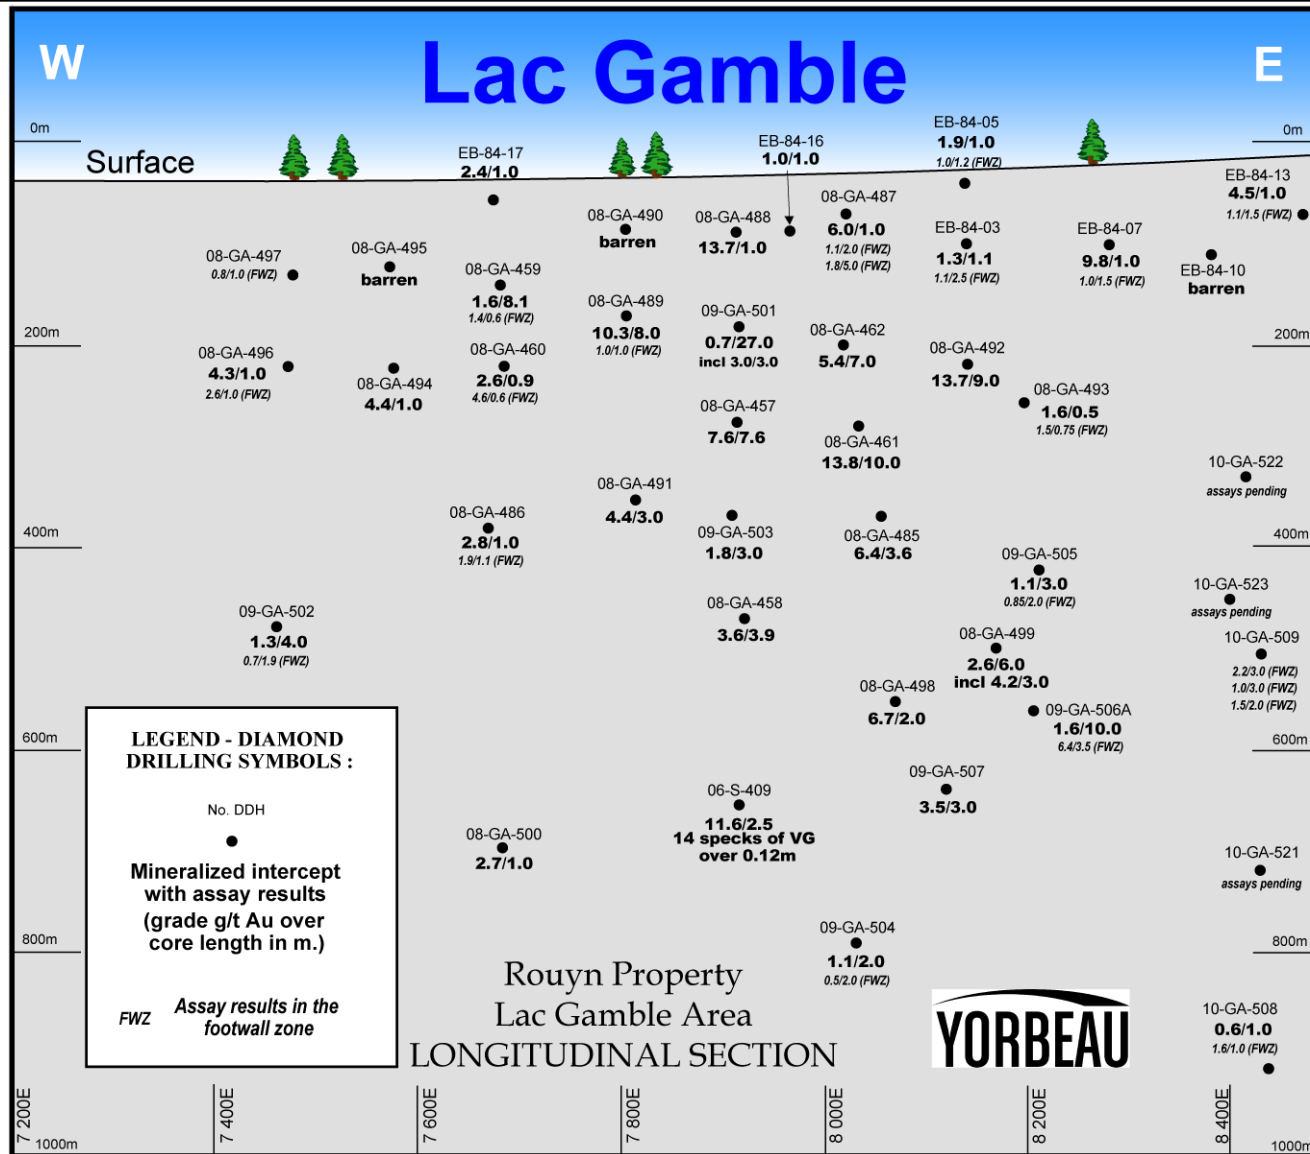 W
Lac Gamble
E
0m
0m
Surface
EB-84-17
2.4/1.0
EB-84-16
1.0/1.0
EB-84-05
1.9/1.0
1.0/1.2 (FWZ)
EB-84-13
4.5/1.0
1.1/1.5 (FWZ)
08-GA-497
0.8/1.0 (FWZ)
08-GA-495
barren
08-GA-459
1.6/8.1
1.4/0.6 (FWZ)
08-GA-490
barren
08-GA-488
13.7/1.0
08-GA-487
6.0/1.0
1.1/2.0 (FWZ)
1.8/5.0 (FWZ)
EB-84-03
1.3/1.1
1.1/2.5 (FWZ)
EB-84-07
9.8/1.0
1.0/1.5 (FWZ)
EB-84-10
barren
08-GA-489
10.3/8.0
1.0/1.0 (FWZ)
09-GA-501
0.7/27.0
incl 3.0/3.0
08-GA-462
5.4/7.0
200m
200m
08-GA-496
4.3/1.0
2.6/1.0 (FWZ)
08-GA-494
4.4/1.0
08-GA-460
2.6/0.9
4.6/0.6 (FWZ)
08-GA-492
13.7/9.0
08-GA-493
1.6/0.5
1.5/0.75 (FWZ)
08-GA-457
7.6/7.6
08-GA-461
13.8/10.0
10-GA-522
assays pending
08-GA-491
4.4/3.0
08-GA-486
2.8/1.0
1.9/1.1 (FWZ)
09-GA-503
1.8/3.0
08-GA-485
6.4/3.6
400m
400m
09-GA-505
1.1/3.0
0.85/2.0 (FWZ)
10-GA-523
assays pending
09-GA-502
1.3/4.0
0.7/1.9 (FWZ)
08-GA-458
3.6/3.9
08-GA-499
2.6/6.0
incl 4.2/3.0
10-GA-509
2.2/3.0 (FWZ)
1.0/3.0 (FWZ)
1.5/2.0 (FWZ)
08-GA-498
6.7/2.0
09-GA-506A
1.6/10.0
6.4/3.5 (FWZ)
600m
600m
09-GA-507
3.5/3.0
06-S-409
11.6/2.5
14 specks of VG
over 0.12m
08-GA-500
2.7/1.0
10-GA-521
assays pending
LEGEND - DIAMOND
DRILLING SYMBOLS :
No. DDH
Mineralized intercept
with assay results
(grade g/t Au over
core length in m.)
FWZ Assay results in the
footwall zone
09-GA-504
1.1/2.0
0.5/2.0 (FWZ)
800m
800m
Rouyn Property
Lac Gamble Area
LONGITUDINAL SECTION
YORBEAU
10-GA-508
0.6/1.0
1.6/1.0 (FWZ)
7 200E
7 400E
7 600E
7 800E
8 000E
8 200E
8 400E
1000m
1000m